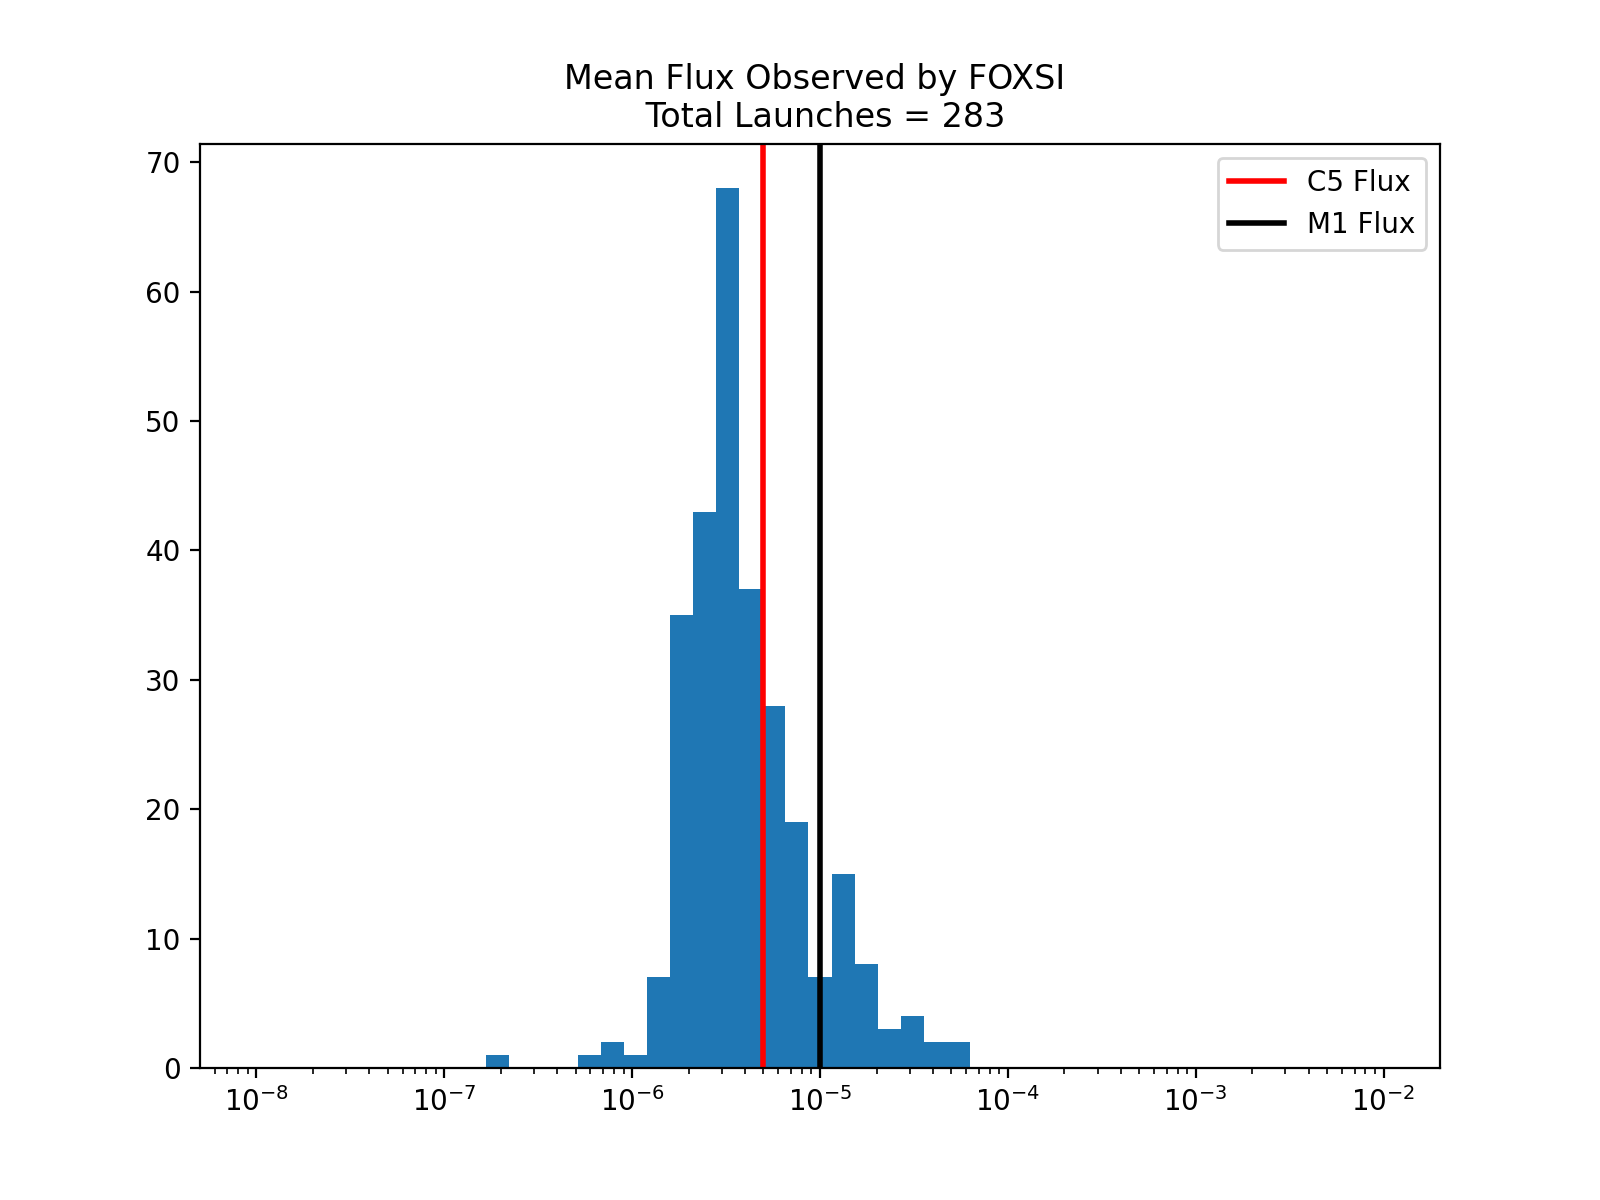 Mean Flux Observed by FOXSI
Total Launches = 283
C5 Flux
M1 Flux
70
60
50
40
30
20
10
0
10⁻⁸ 10⁻⁷ 10⁻⁶ 10⁻⁵ 10⁻⁴ 10⁻³ 10⁻²